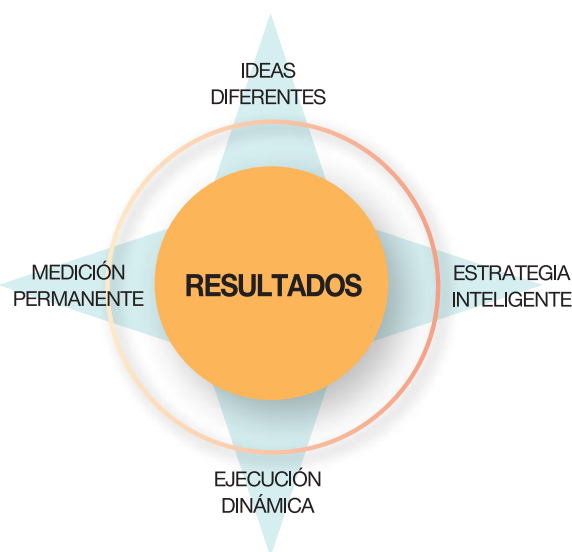 IDEAS
DIFERENTES
MEDICIÓN
PERMANENTE
RESULTADOS
ESTRATEGIA
INTELIGENTE
EJECUCIÓN
DINÁMICA